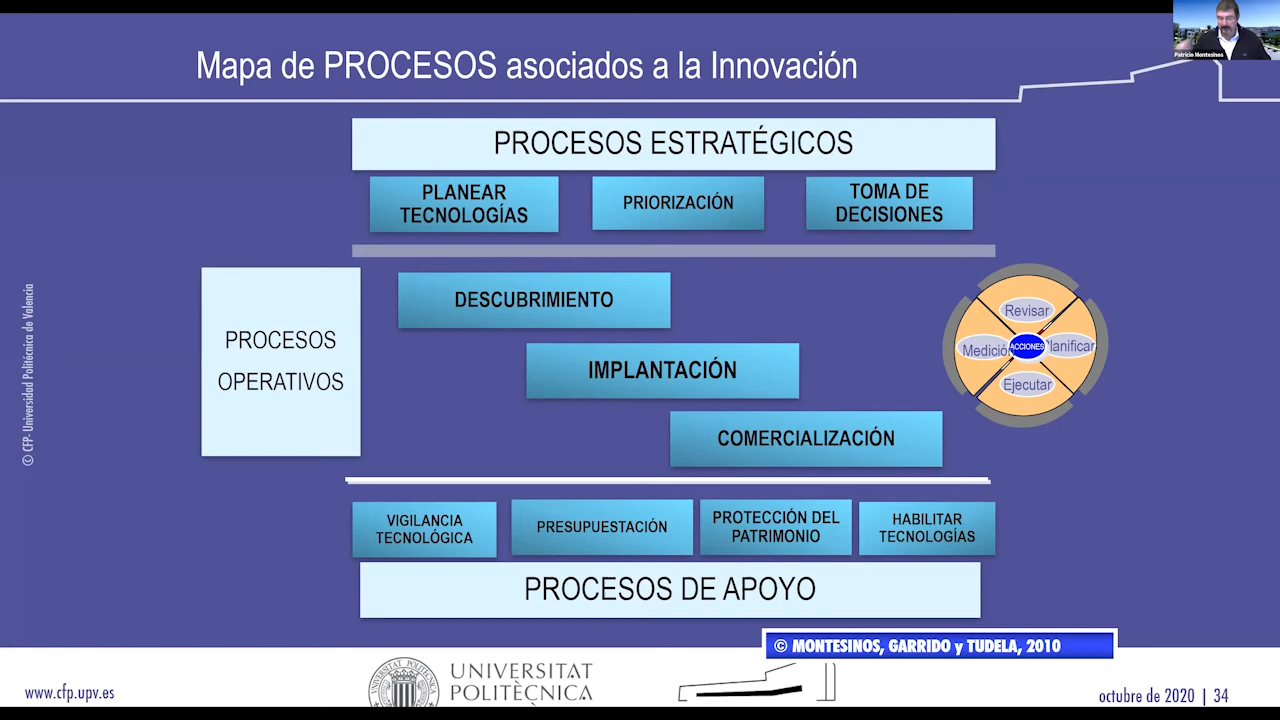 Patricio Montesinos
Mapa de PROCESOS asociados a la Innovación
PROCESOS ESTRATÉGICOS
PLANEAR
TECNOLOGÍAS
PRIORIZACIÓN
TOMA DE
DECISIONES
PROCESOS
OPERATIVOS
DESCUBRIMIENTO
IMPLANTACIÓN
COMERCIALIZACIÓN
Revisar
Medició
ACCIONES
Planificar
Ejecutar
VIGILANCIA
TECNOLÓGICA
PRESUPUESTACIÓN
PROTECCIÓN DEL
PATRIMONIO
HABILITAR
TECNOLOGÍAS
PROCESOS DE APOYO
© CFP- Universidad Politécnica de Valencia
© MONTESINOS, GARRIDO y TUDELA, 2010
www.cfp.upv.es
UNIVERSITAT
POLITÈCNICA
octubre de 2020 | 34